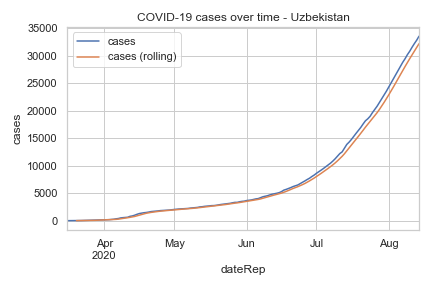 COVID-19 cases over time - Uzbekistan
cases
cases (rolling)
35000
30000
25000
20000
15000
10000
5000
0
cases
Apr
2020
May
Jun
Jul
Aug
dateRep